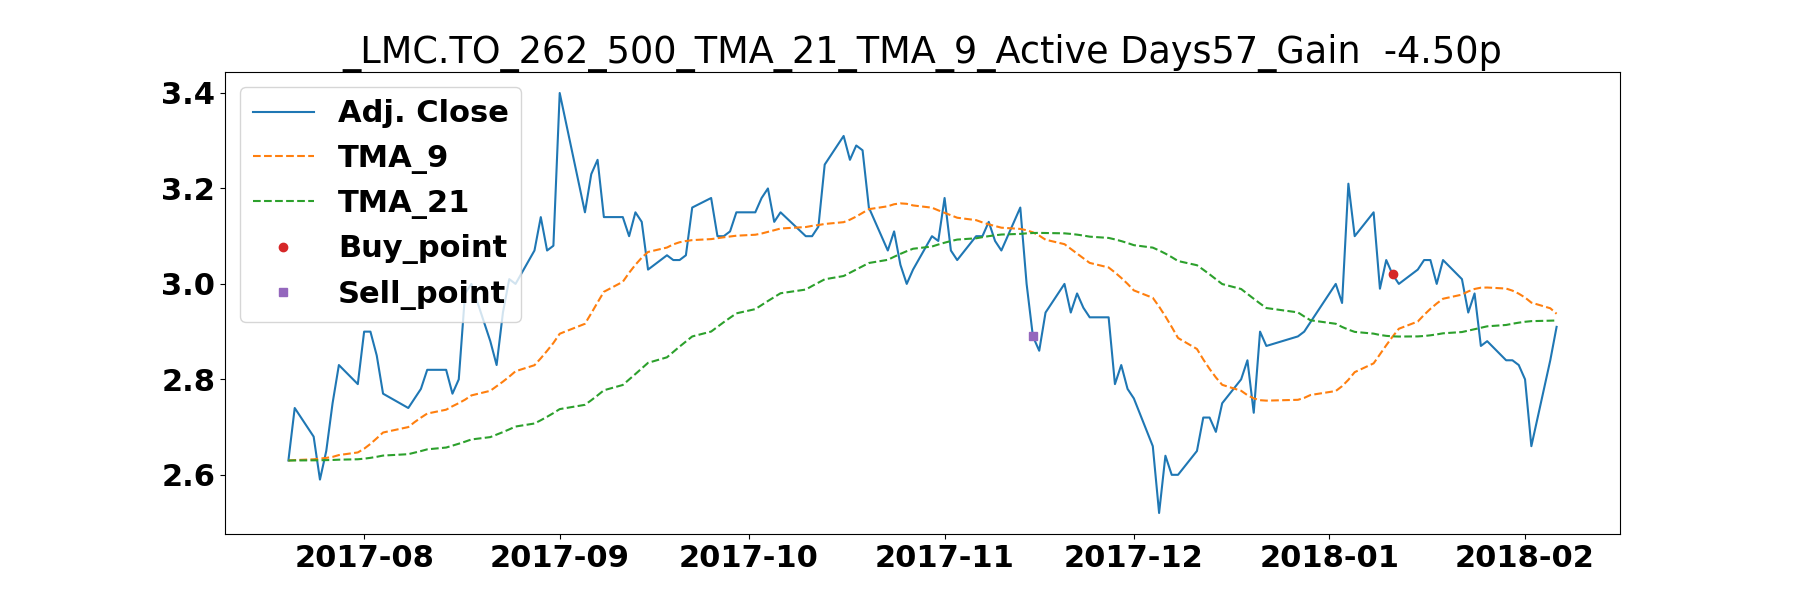 _LMC.TO_262_500_TMA_21_TMA_9_Active Days57_Gain  -4.50p
3.4
3.2
3.0
2.8
2.6
Adj. Close
TMA_9
TMA_21
Buy_point
Sell_point
2017-08 2017-09 2017-10 2017-11 2017-12 2018-01 2018-02